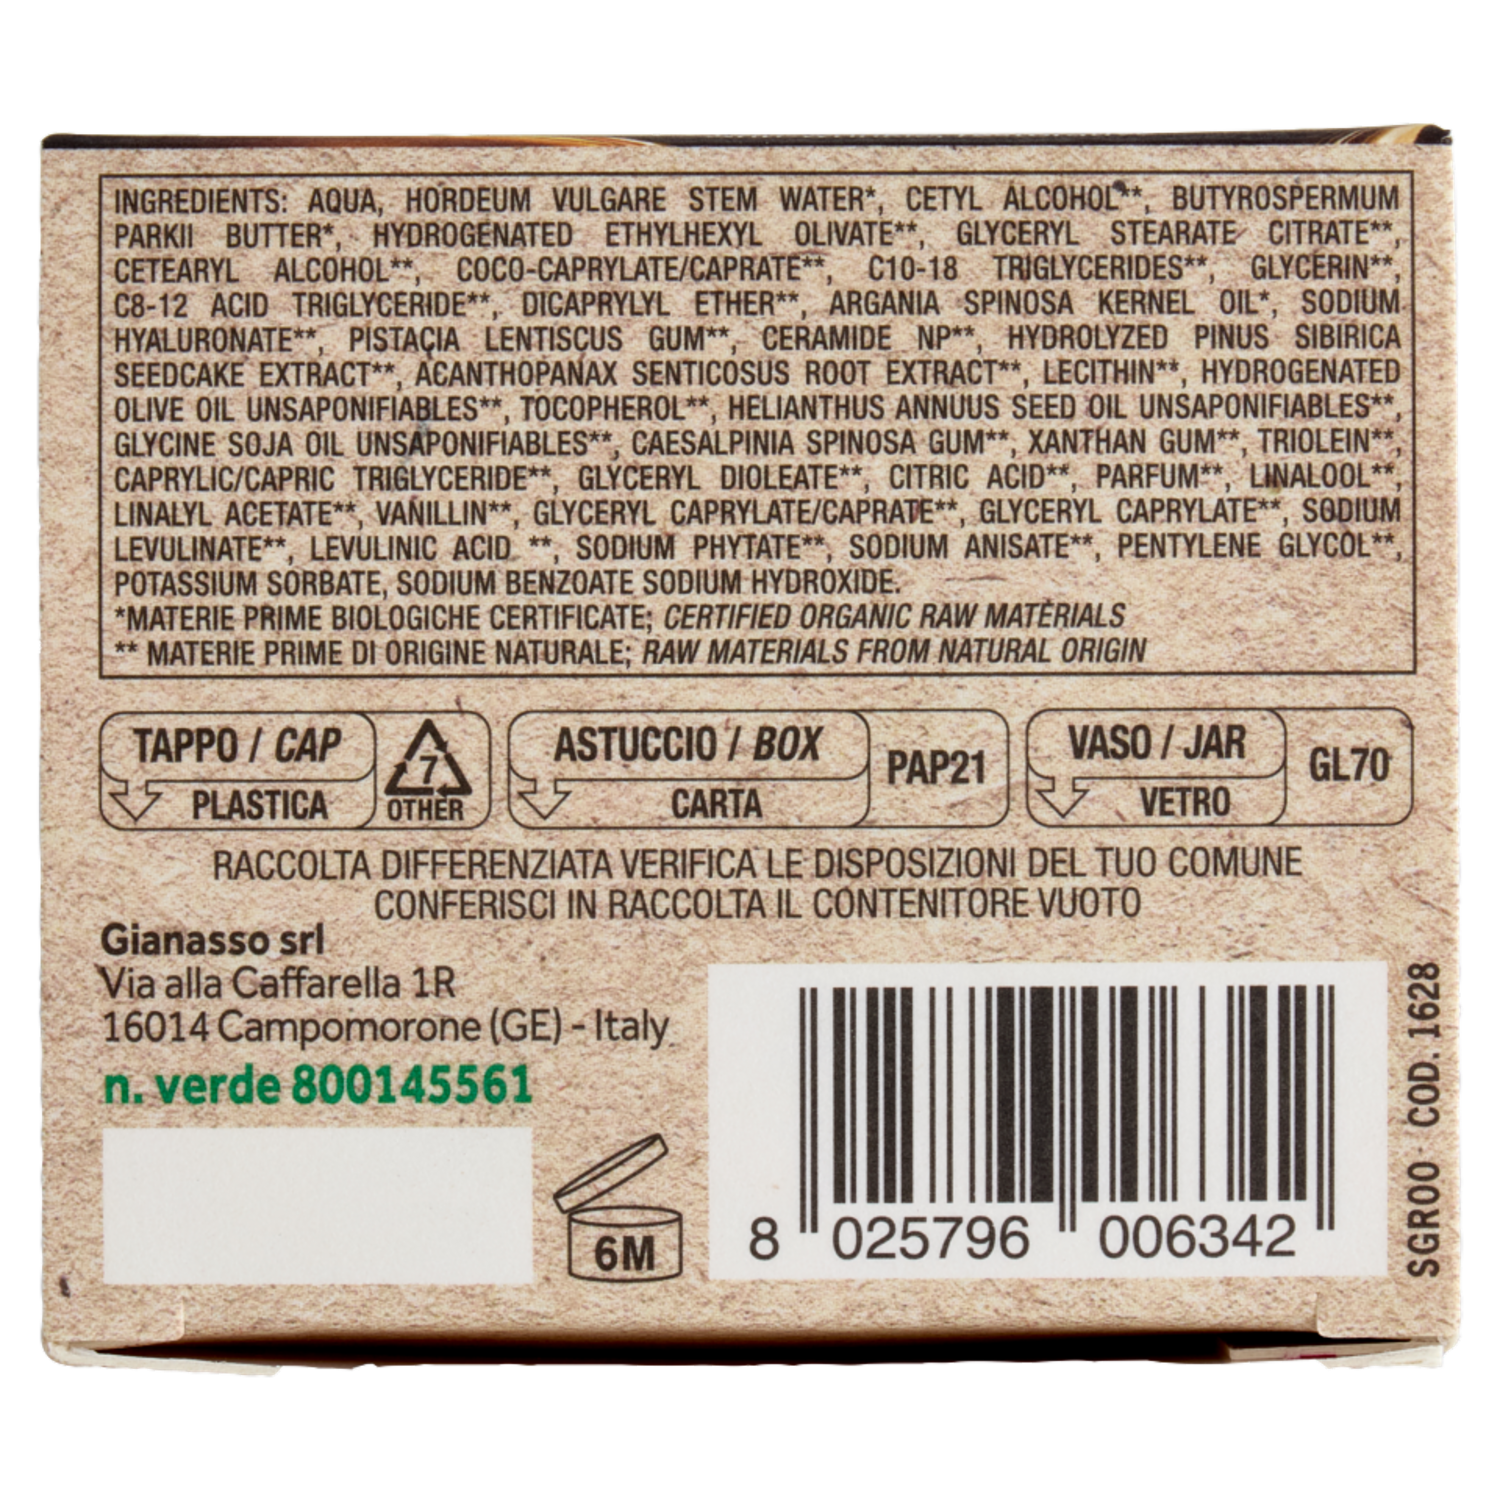 INGREDIENTS: AQUA, HORDEUM VULGARE STEM WATER*, CETYL ALCOHOL**, BUTYROSPERMUM
PARKII BUTTER*, HYDROGENATED ETHYLHEXYL OLIVATE**, GLYCERYL STEARATE CITRATE**,
CETEARYL ALCOHOL**, COCO-CAPRYLATE/CAPRATE**, C10-18 TRIGLYCERIDES**, GLYCERIN**,
C8-12 ACID TRIGLYCERIDE**, DICAPRYLYL ETHER**, ARGANIA SPINOSA KERNEL OIL*, SODIUM
HYALURONATE**, PISTACIA LENTISCUS GUM**, CERAMIDE NP**, HYDROLYZED PINUS SIBIRICA
SEEDCAKE EXTRACT**, ACANTHOPANAX SENTICOSUS ROOT EXTRACT**, LECITHIN**, HYDROGENATED
OLIVE OIL UNSAPONIFIABLES**, TOCOPHEROL**, HELIANTHUS ANNUUS SEED OIL UNSAPONIFIABLES**,
GLYCINE SOJA OIL UNSAPONIFIABLES**, CAESALPINIA SPINOSA GUM**, XANTHAN GUM**, TRIOLEIN**,
CAPRYLIC/CAPRIC TRIGLYCERIDE**, GLYCERYL DIOLEATE**, CITRIC ACID**, PARFUM**, LINALOOL**,
LINALYL ACETATE**, VANILLIN**, GLYCERYL CAPRYLATE/CAPRATE**, GLYCERYL CAPRYLATE**, SODIUM
LEVULINATE**, LEVULINIC ACID **, SODIUM PHYTATE**, SODIUM ANISATE**, PENTYLENE GLYCOL**,
POTASSIUM SORBATE, SODIUM BENZOATE SODIUM HYDROXIDE.
*MATERIE PRIME BIOLOGICHE CERTIFICATE; CERTIFIED ORGANIC RAW MATERIALS
** MATERIE PRIME DI ORIGINE NATURALE; RAW MATERIALS FROM NATURAL ORIGIN
TAPPO / CAP
PLASTICA
7
OTHER
ASTUCCIO / BOX
CARTA
PAP21
VASO / JAR
VETRO
GL70
RACCOLTA DIFFERENZIATA VERIFICA LE DISPOSIZIONI DEL TUO COMUNE
CONFERISCI IN RACCOLTA IL CONTENITORE VUOTO
Gianasso srl
Via alla Caffarella 1R
16014 Campomorone (GE) - Italy
n. verde 800145561
6M
8 025796 006342
SGR00 · COD. 1628